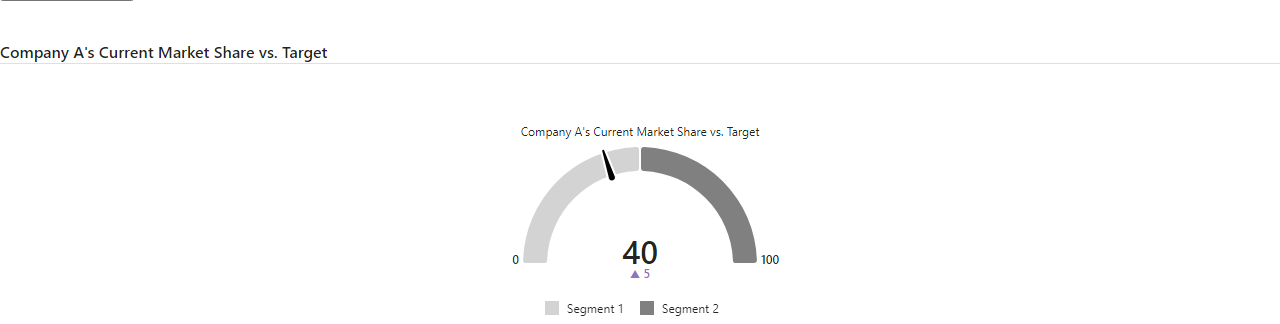 Company A's Current Market Share vs. Target
Company A's Current Market Share vs. Target
0
40
100
▲ 5
Segment 1
Segment 2